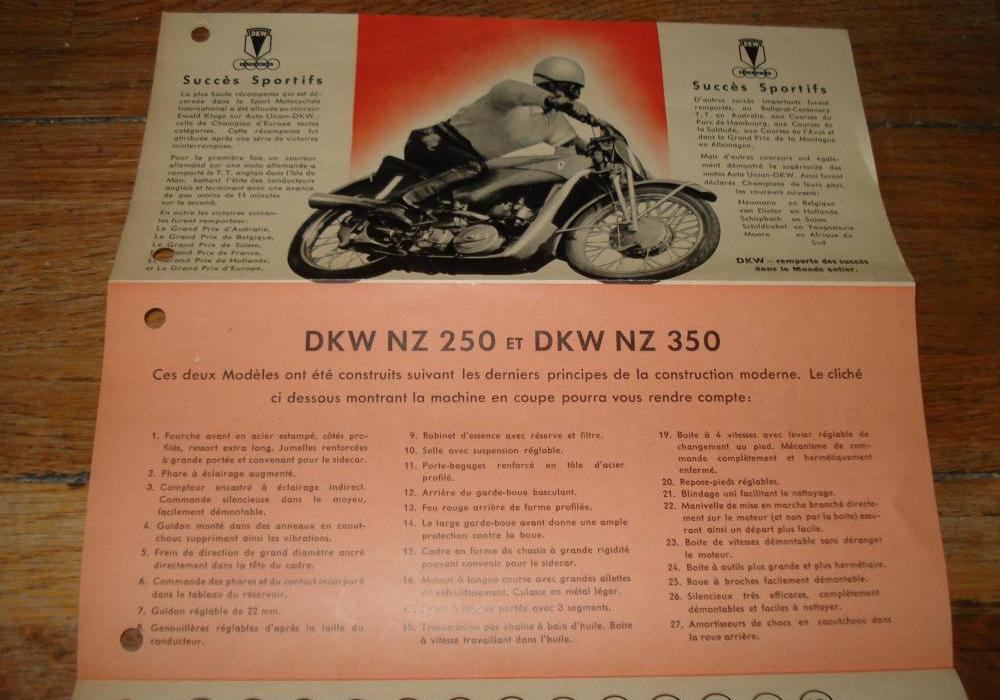 DKW
Succès Sportifs
La plus haute récompense qui est dé-
cernée dans le Sport Motocycliste
International a été allouée au coureur
Ewald Kluge sur Auto Union-DKW.:
celle de Champion d'Europe toutes
catégories. Cette récompense fut
attribuée après une série de victoires
ininterrompues.
Pour la première fois un coureur
allemand sur une moto allemande a
remporté le T. T. anglais dans l'Isle de
Man, battant l'élite des conducteurs
anglais et terminant avec une avance
de pas moins de 11 minutes
sur le second.
En outre les victoires suivan-
tes furent remportées:
Le Grand Prix d'Australie,
Le Grand Prix de Belgique,
Le Grand Prix de Suisse,
Grand Prix de France,
Grand Prix de Hollande,
et Le Grand Prix d'Europe.
DKW
Succès Sportifs
D'autres succès importants furent
remportés, au Ballarat-Centenary
T. T. en Australie, aux Courses du
Parc de Hambourg, aux Courses de
la Solitude, aux Courses de l'Avus et
dans le Grand Prix de la Montagne
en Allemagne.
Mais d'autres coureurs ont égale-
ment démontré la supériorité des
motos Auto Union-DKW. Ainsi furent
déclarés Champions de leurs pays,
les coureurs suivants:
Neumann en Belgique
van Dinter en Hollande
Schirpbach en Suisse
Schildhabel en Yougoslavie
Moore en Afrique du
Sud
DKW – remporte des succès
dans le Monde entier.
DKW NZ 250 ET DKW NZ 350
Ces deux Modèles ont été construits suivant les derniers principes de la construction moderne. Le cliché
ci dessous montrant la machine en coupe pourra vous rendre compte:
1. Fourche avant en acier estampé, côtés pro-
filés, ressort extra long. Jumelles renforcées
à grande portée et convenant pour le sidecar.
2. Phare à éclairage augmenté.
3. Compteur encastré à éclairage indirect.
Commande silencieuse dans le moyeu,
facilement démontable.
4. Guidon monté dans des anneaux en caout-
chouc supprimant ainsi les vibrations.
5. Frein de direction de grand diamètre ancré
directement dans la tête du cadre.
6. Commande des phares et du contact incorporé
dans le tableau du réservoir.
7. Guidon réglable de 22 mm.
8. Genouillères réglables d'après la taille du
conducteur.
9. Robinet d'essence avec réserve et filtre.
10. Selle avec suspension réglable.
11. Porte-bagages renforcé en tôle d'acier
profilé.
12. Arrière du garde-boue basculant.
13. Feu rouge arrière de forme profilée.
14. Le large garde-boue avant donne une ample
protection contre la boue.
15. Cadre en forme de chassis à grande rigidité
pouvant convenir pour le sidecar.
16. Moteur à longue course avec grandes ailettes
de refroidissement. Culasse en métal léger.
portée avec 3 segments.
18. Transmission par chaîne à bain d'huile. Boite
à vitesse travaillant dans l'huile.
19. Boite à 4 vitesses avec levier réglable de
changement au pied. Mécanisme de com-
mande complètement et hermétiquement
enfermé.
20. Repose-pieds réglables.
21. Blindage uni facilitant le nettoyage.
22. Manivelle de mise en marche branché directe-
ment sur le moteur (et non par la boite) assu-
rant ainsi un départ plus facile.
23. Boite de vitesses démontable sans déranger
le moteur.
24. Boite à outils plus grande et plus hermétique.
25. Roue à broches facilement démontable.
26. Silencieux très efficaces, complètement
démontables et faciles à nettoyer.
27. Amortisseurs de chocs en caoutchouc dans
la roue arrière.